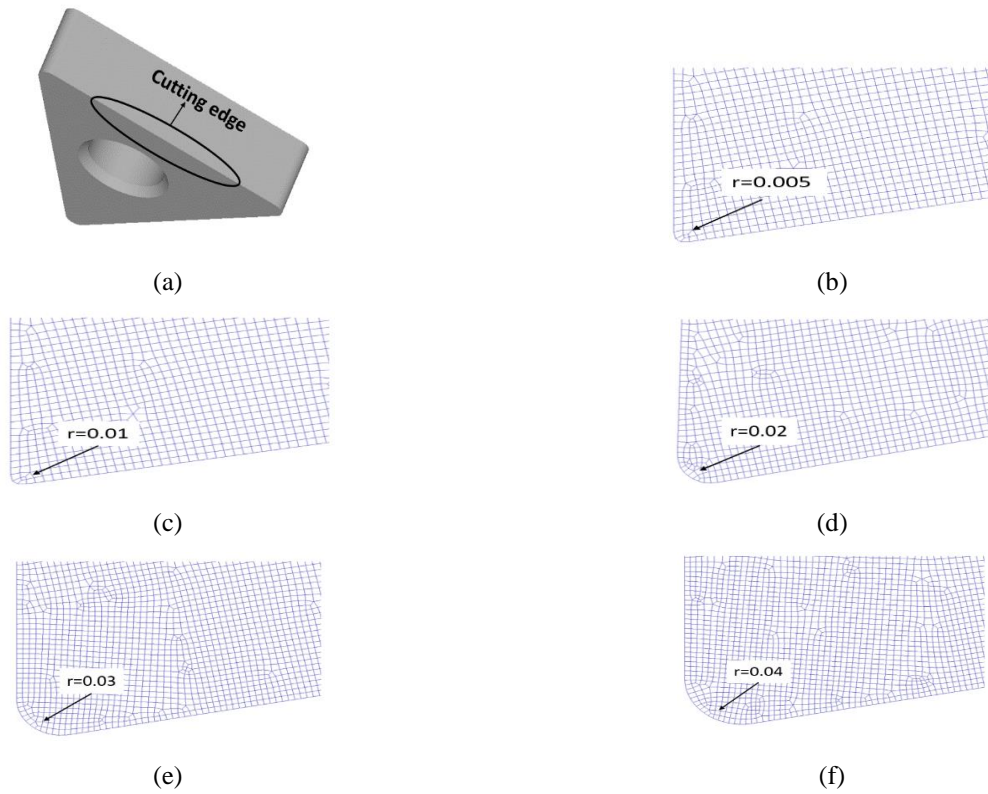 Cutting edge
r=0.005
(a)
(b)
r=0.01
r=0.02
(c)
(d)
r=0.03
r=0.04
(e)
(f)